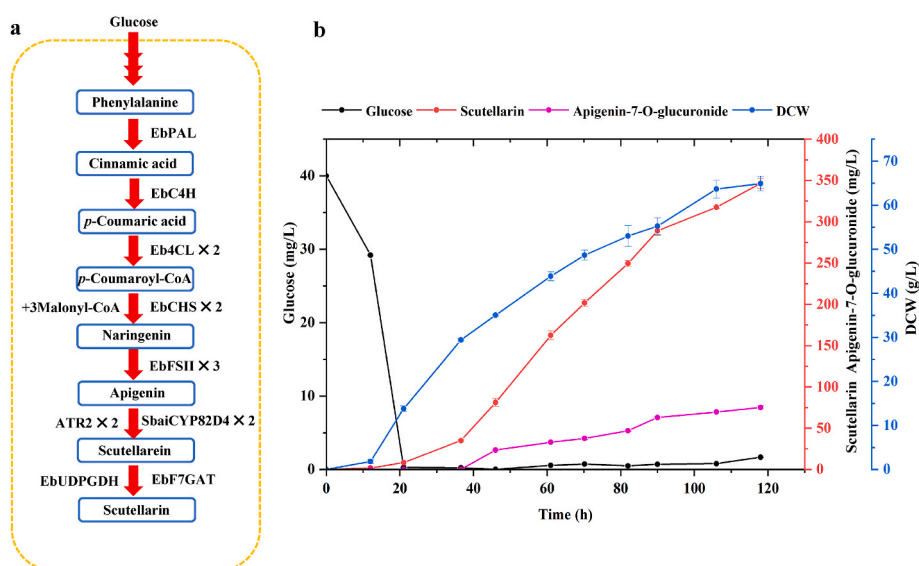 a
Glucose
Phenylalanine
EbPAL
Cinnamic acid
EbC4H
p-Coumaric acid
Eb4CL×2
p-Coumaroyl-CoA
+3Malonyl-CoA EbCHS×2
Naringenin
EbFSII×3
Apigenin
ATR2×2 SbaiCYP82D4×2
Scutellarein
EbUDPGDH EbF7GAT
Scutellarin
b
Glucose Scutellarin Apigenin-7-O-glucuronide DCW
Glucose (mg/L)
40
30
20
10
0
0 20 40 60 80 100 120
Time (h)
400
350
300
250
200
150
100
50
0
Scutellarin Apigenin-7-O-glucuronide (mg/L)
70
60
50
40
30
20
10
0
DCW (g/L)